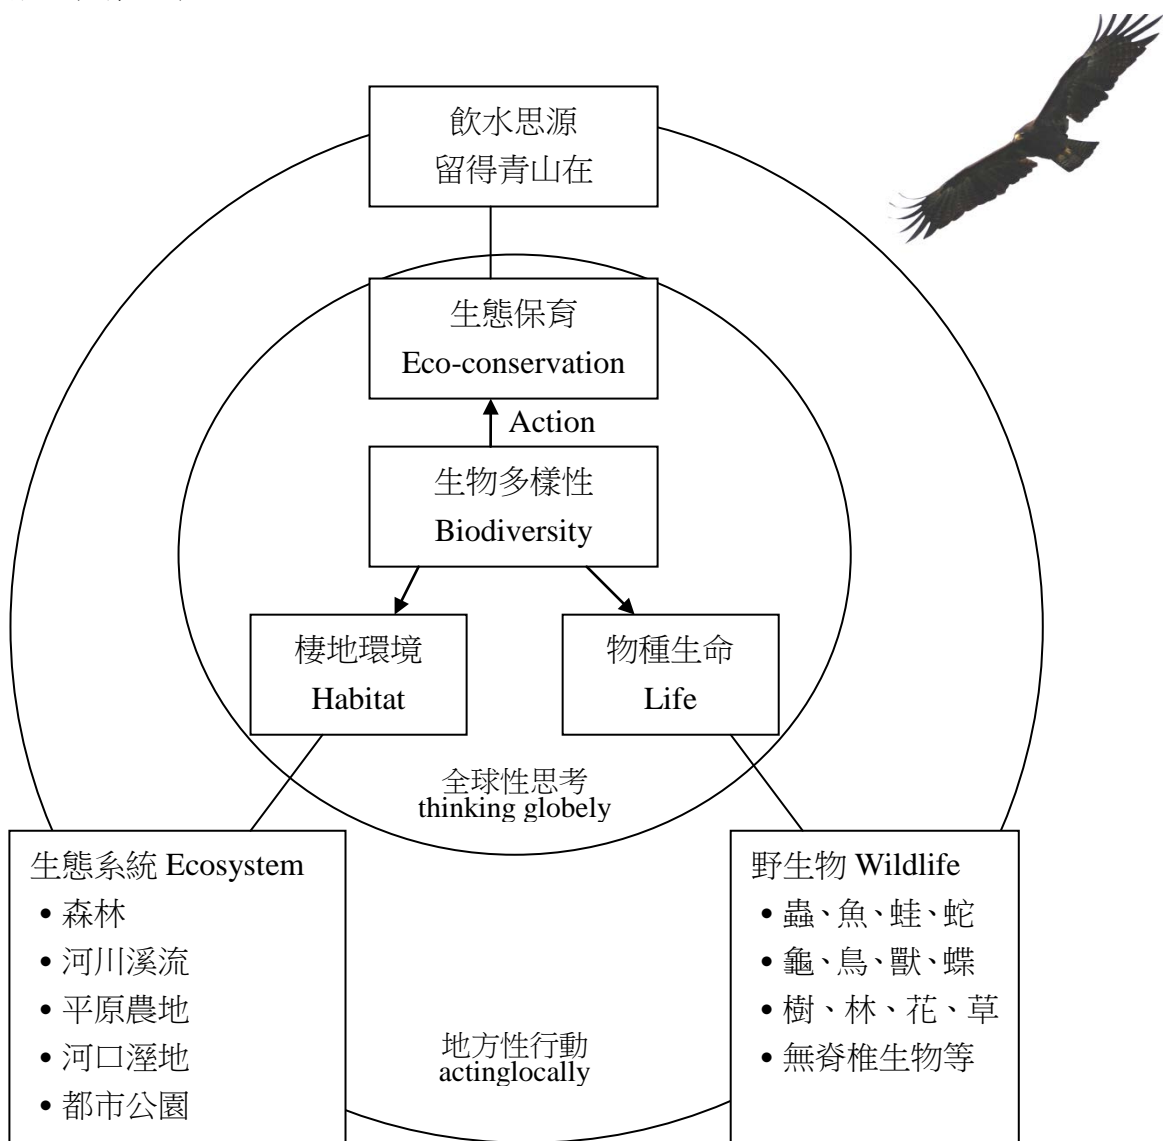 飲水思源
留得青山在
生態保育
Eco-conservation
Action
生物多樣性
Biodiversity
棲地環境
Habitat
物種生命
Life
全球性思考
thinking globely
生態系統 Ecosystem
• 森林
• 河川溪流
• 平原農地
• 河口溼地
• 都市公園
野生物 Wildlife
• 蟲、魚、蛙、蛇
• 龜、鳥、獸、蝶
• 樹、林、花、草
• 無脊椎生物等
地方性行動
actinglocally